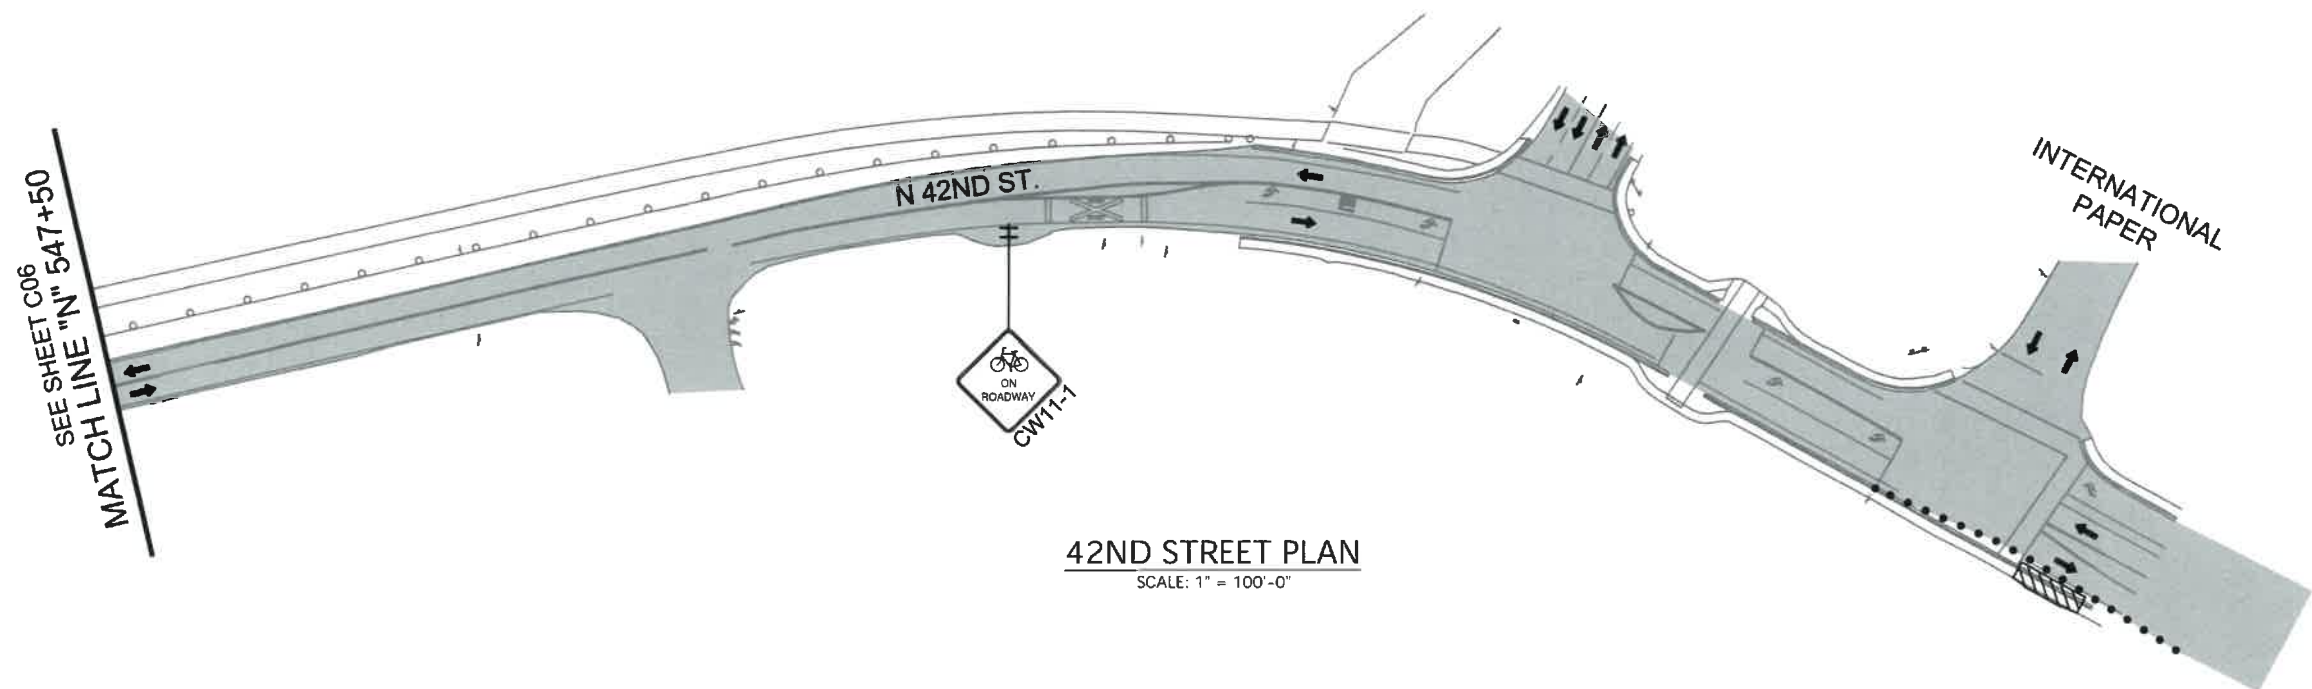 SEE SHEET C06
MATCH LINE "N" 547+50
N 42ND ST.
INTERNATIONAL
PAPER
ON
ROADWAY
CW11-1
42ND STREET PLAN
SCALE: 1" = 100'-0"